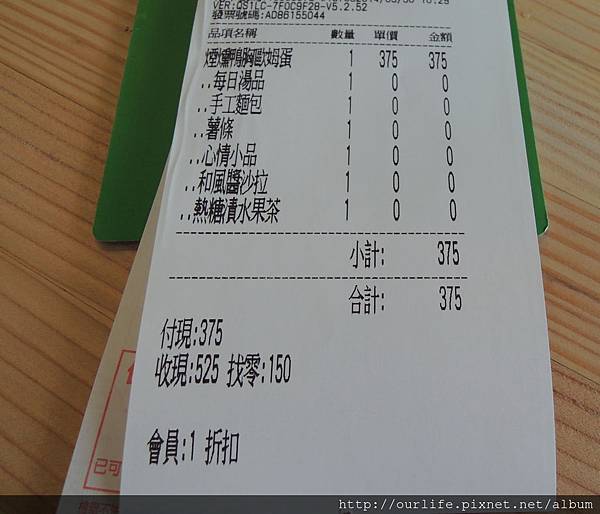 VER:QS1LC-7F0C9F28-V5.2.52
發票號碼:AD86155044
品項名稱 數量 單價 金額
煙燻鴨胸歐姆蛋 1 375 375
..每日湯品 1 0 0
..手工麵包 1 0 0
..薯條 1 0 0
..心情小品 1 0 0
..和風醬沙拉 1 0 0
..熱糖漬水果茶 1 0 0
小計: 375
合計: 375
付現:375
收現:525 找零:150
會員:1 折扣
已可
http://ourlife.pixnet.net/album